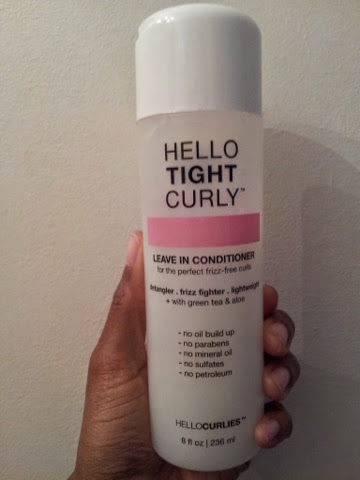 HELLO
TIGHT
CURLY™
LEAVE IN CONDITIONER
for the perfect frizz-free curls
detangler . frizz fighter . lightweight
+ with green tea & aloe
- no oil build up
- no parabens
- no mineral oil
- no sulfates
- no petroleum
HELLOCURLIES™
8 fl oz | 236 ml